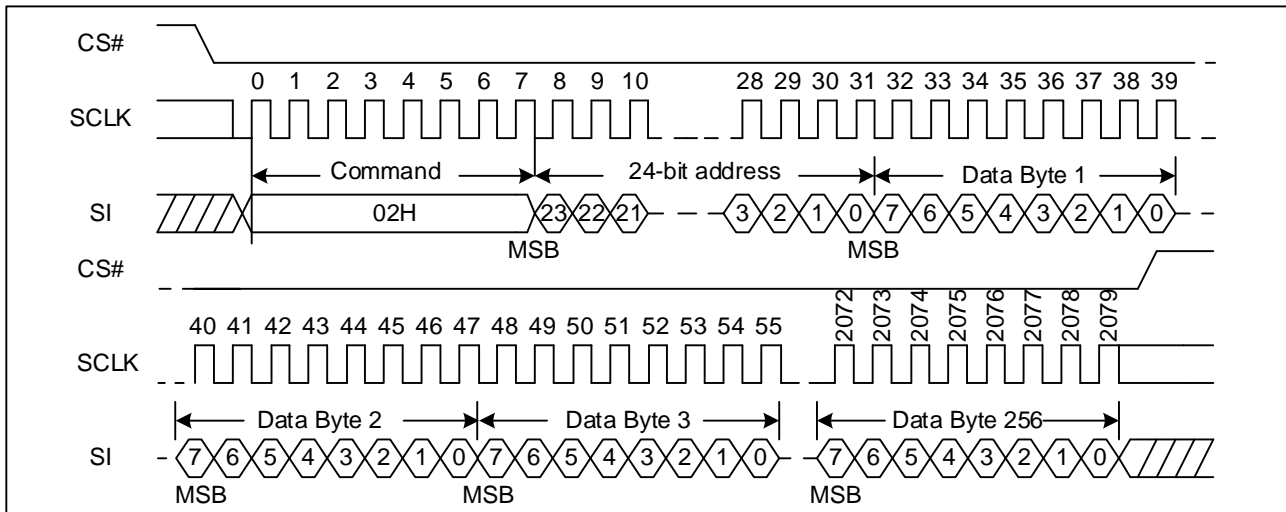 CS#
0 1 2 3 4 5 6 7 8 9 10 28 29 30 31 32 33 34 35 36 37 38 39
SCLK
Command 24-bit address Data Byte 1
SI 02H 23 22 21 3 2 1 0 7 6 5 4 3 2 1 0
MSB MSB
CS#
40 41 42 43 44 45 46 47 48 49 50 51 52 53 54 55 2072 2073 2074 2075 2076 2077 2078 2079
SCLK
Data Byte 2 Data Byte 3 Data Byte 256
SI 7 6 5 4 3 2 1 0 7 6 5 4 3 2 1 0 7 6 5 4 3 2 1 0
MSB MSB MSB